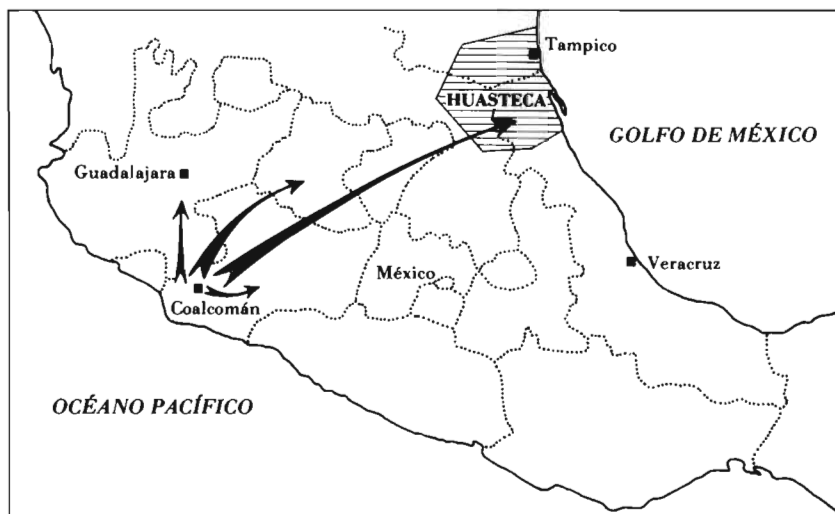 Tampico
HUASTECA
GOLFO DE MÉXICO
Guadalajara
México
Veracruz
Coalcomán
OCÉANO PACÍFICO